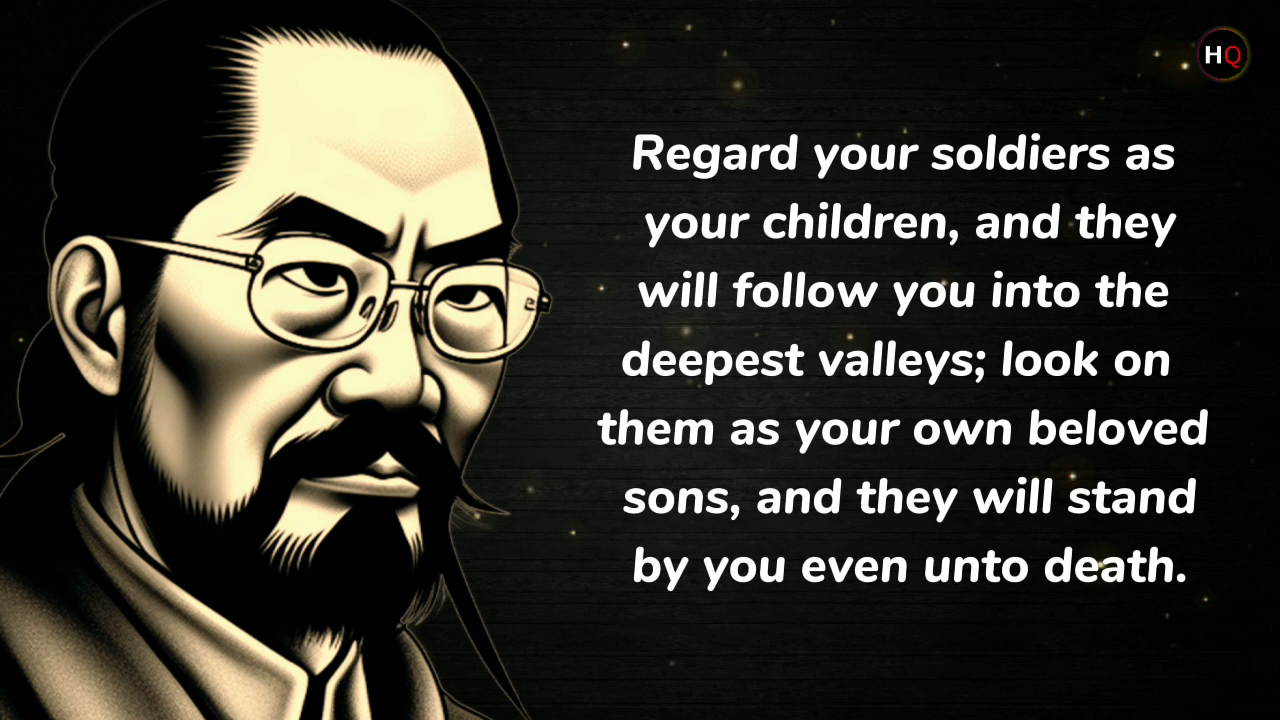 HQ
Regard your soldiers as
your children, and they
will follow you into the
deepest valleys; look on
them as your own beloved
sons, and they will stand
by you even unto death.